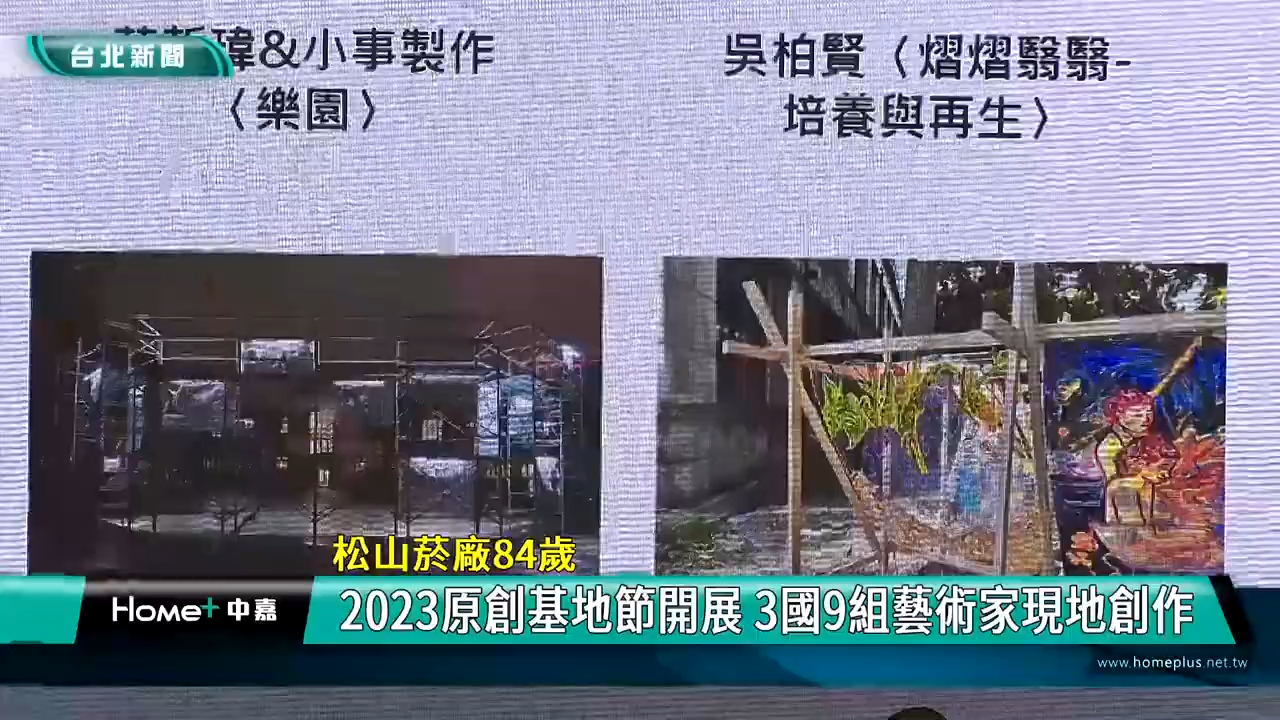 台北新聞
瑋&小事製作
〈樂園〉
吳柏賢〈熠熠翳翳-
培養與再生〉
松山菸廠84歲
Home+中嘉
2023原創基地節開展 3國9組藝術家現地創作
www.homeplus.net.tw